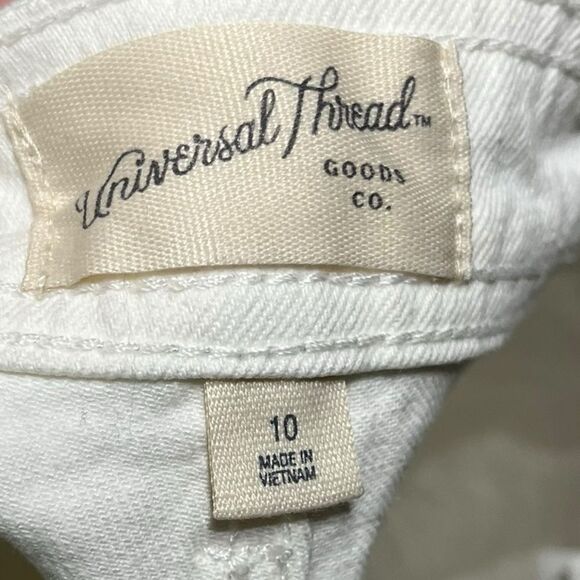 Universal Thread™
GOODS
CO.
10
MADE IN
VIETNAM